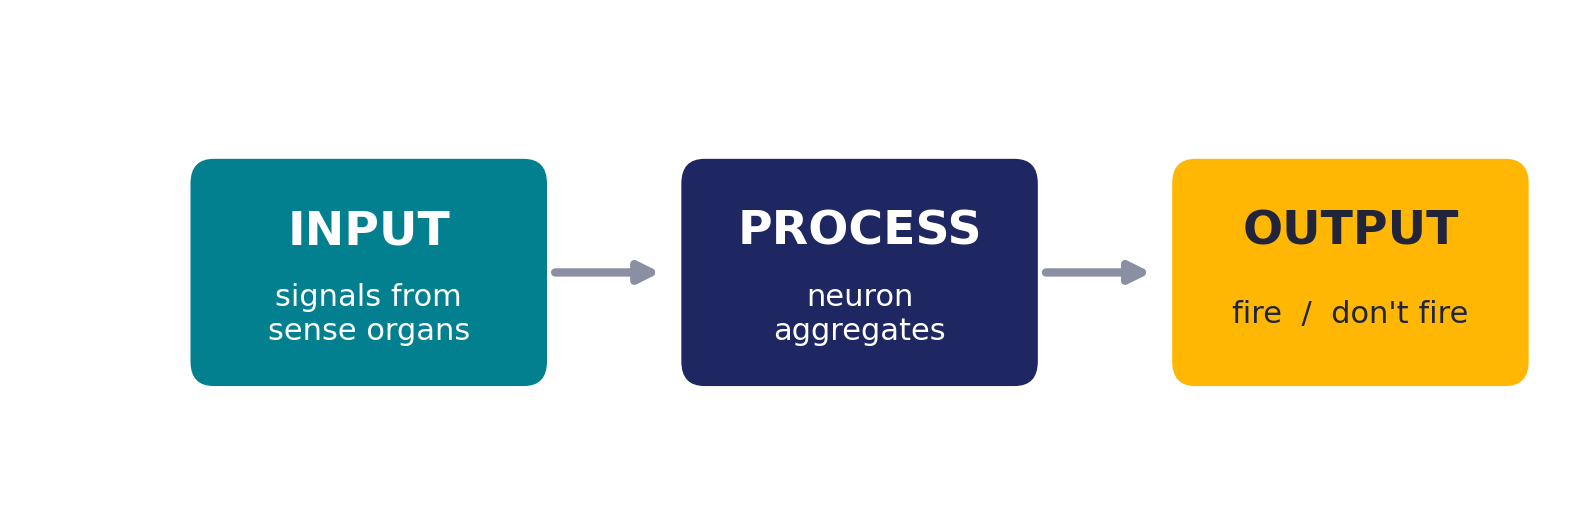 INPUT
signals from
sense organs
PROCESS
neuron
aggregates
OUTPUT
fire / don't fire